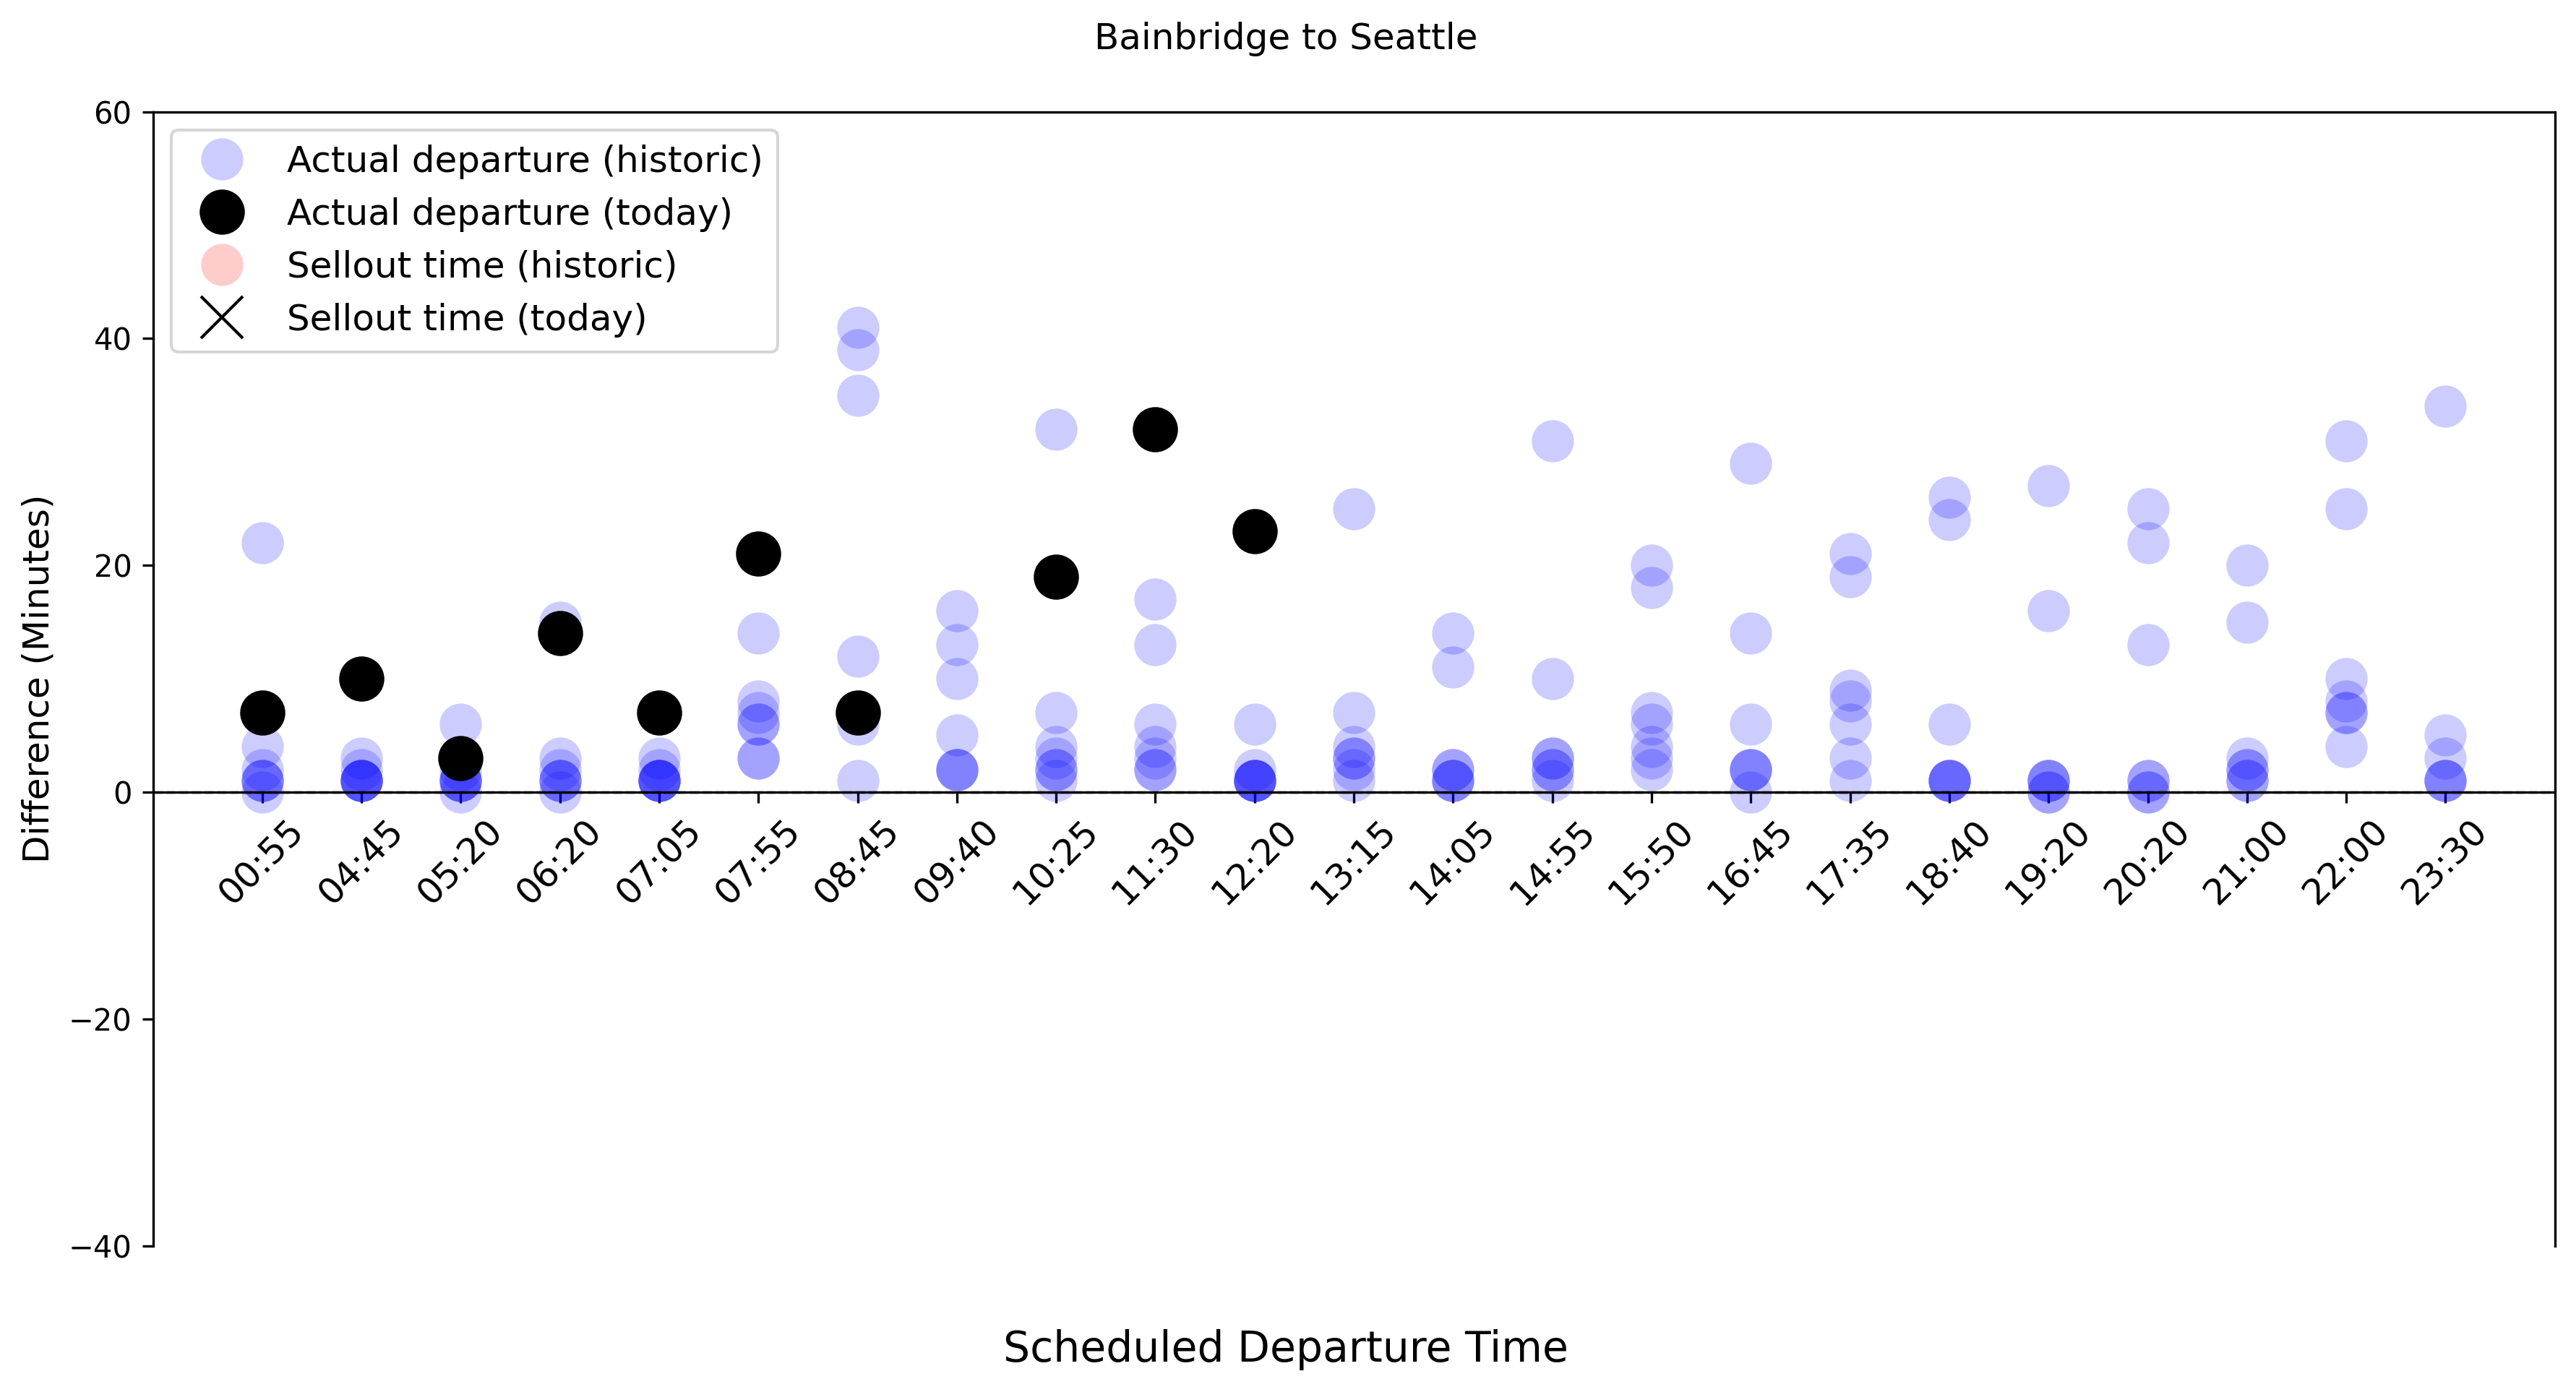 Bainbridge to Seattle
60
40
20
0
−20
−40
Difference (Minutes)
Actual departure (historic)
Actual departure (today)
Sellout time (historic)
Sellout time (today)
00:55 04:45 05:20 06:20 07:05 07:55 08:45 09:40 10:25 11:30 12:20 13:15 14:05 14:55 15:50 16:45 17:35 18:40 19:20 20:20 21:00 22:00 23:30
Scheduled Departure Time